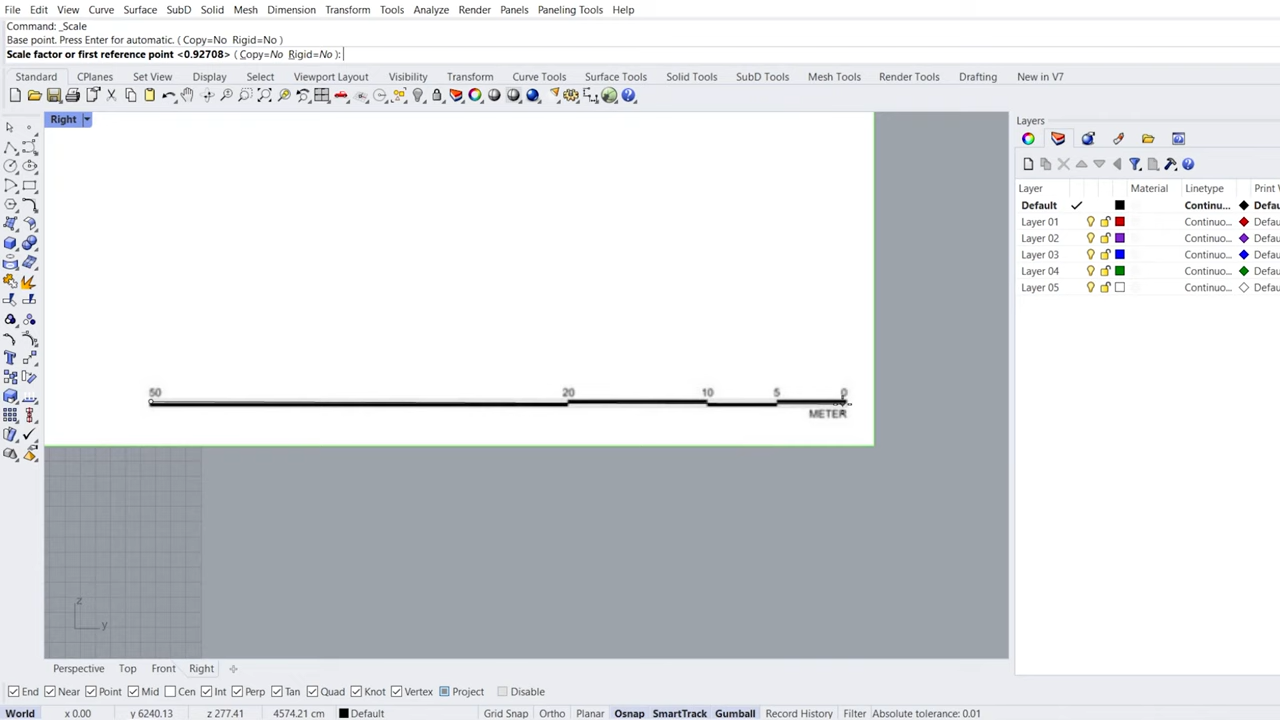 File Edit View Curve Surface SubD Solid Mesh Dimension Transform Tools Analyze Render Panels Paneling Tools Help
Command: _Scale
Base point. Press Enter for automatic. ( Copy=No Rigid=No )
Scale factor or first reference point <0.92708> ( Copy=No Rigid=No ):
Standard CPlanes Set View Display Select Viewport Layout Visibility Transform Curve Tools Surface Tools Solid Tools SubD Tools Mesh Tools Render Tools Drafting New in V7
Right
Layers
Layer Material Linetype Print W
Default Continu... Defau
Layer 01 Continuo... Defau
Layer 02 Continuo... Defau
Layer 03 Continuo... Defau
Layer 04 Continuo... Defau
Layer 05 Continuo... Defau
50 20 10 5 0
METER
z
y
Perspective Top Front Right
End Near Point Mid Cen Int Perp Tan Quad Knot Vertex Project Disable
World x 0.00 y 6240.13 z 277.41 4574.21 cm Default Grid Snap Ortho Planar Osnap SmartTrack Gumball Record History Filter Absolute tolerance: 0.01